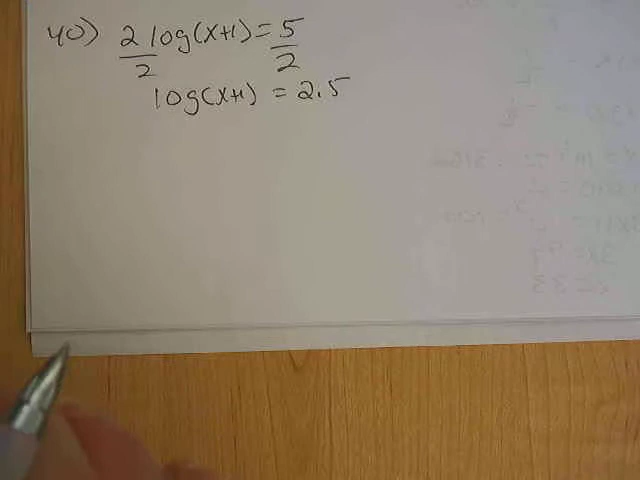 40) 2 log(x+1) = 5
2 2
log(x+1) = 2.5